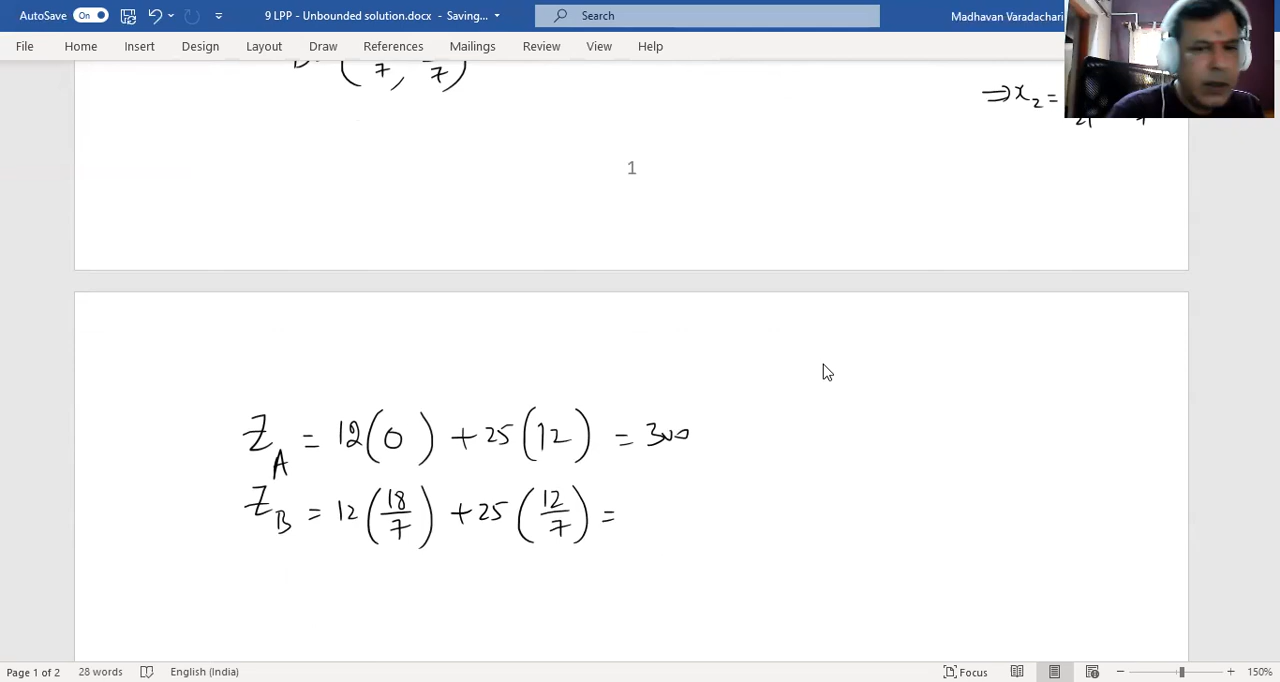 AutoSave On 9 LPP - Unbounded solution.docx - Saving... Search Madhavan Varadachari
File Home Insert Design Layout Draw References Mailings Review View Help
7, 7)
⇒x₂ =
1
Z_A = 12(0) + 25(12) = 300
Z_B = 12(18/7) + 25(12/7) =
Page 1 of 2 28 words English (India) Focus 150%